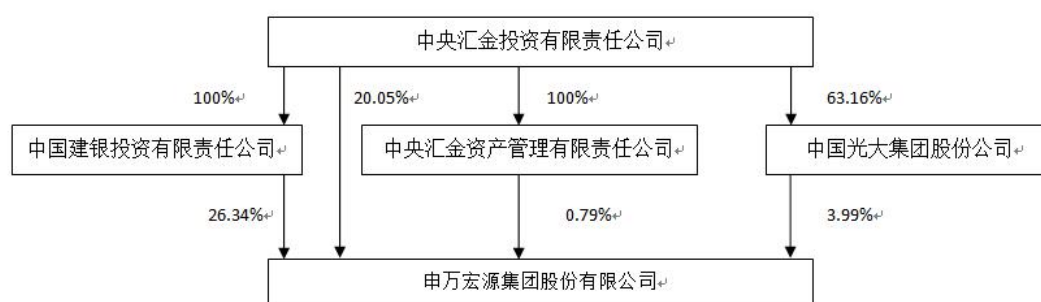 中央汇金投资有限责任公司
100% 20.05% 100% 63.16%
中国建银投资有限责任公司 中央汇金资产管理有限责任公司 中国光大集团股份公司
26.34% 0.79% 3.99%
申万宏源集团股份有限公司